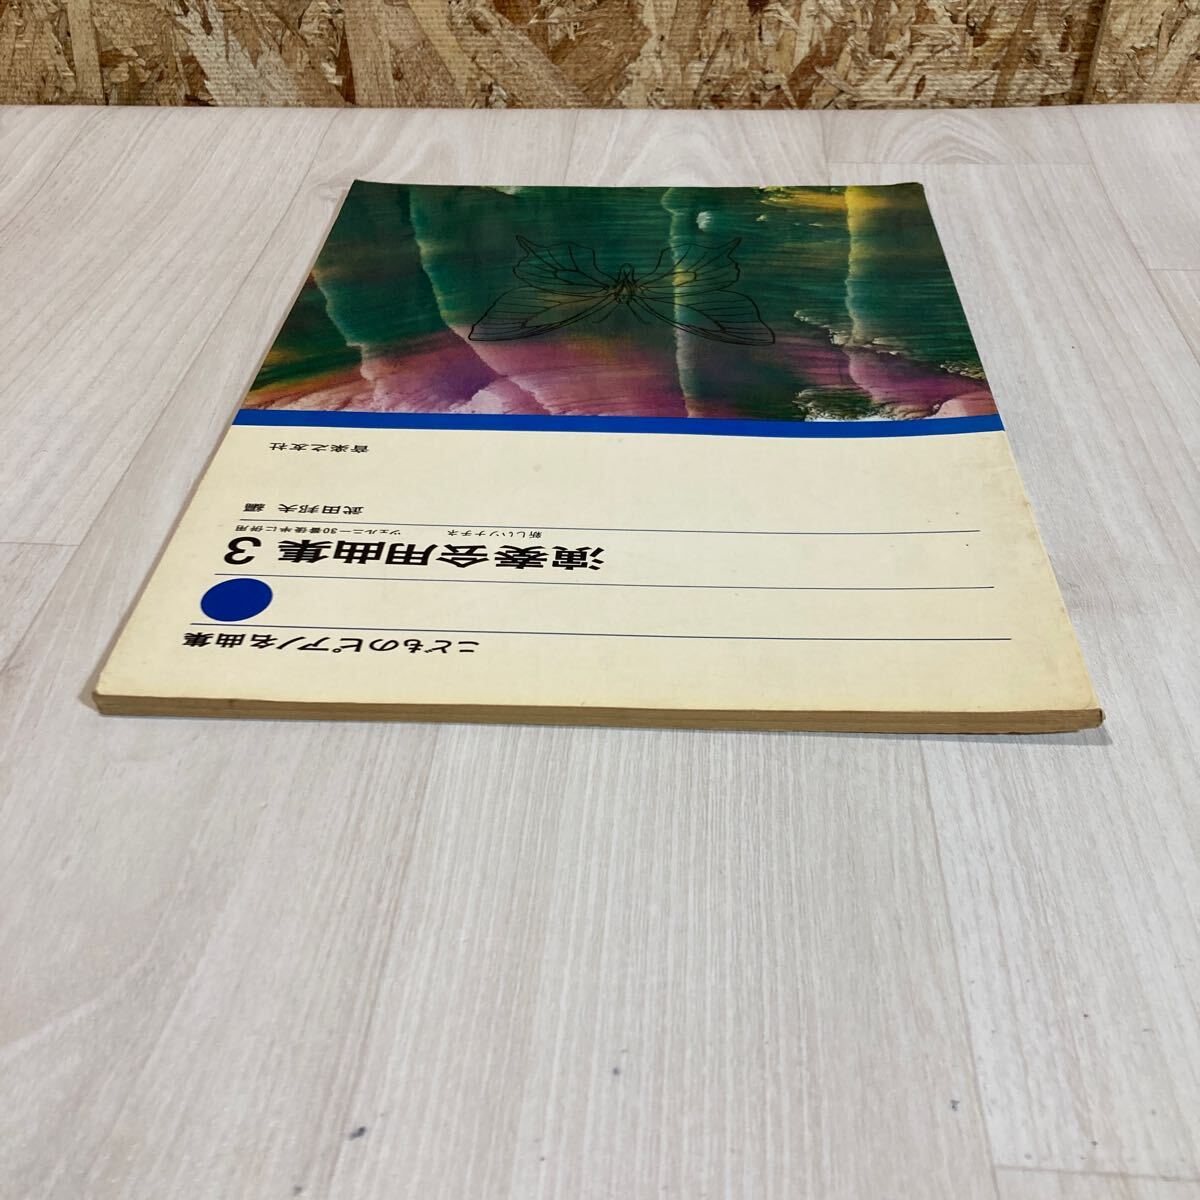 こどものピアノ名曲集
演奏会用曲集 3
新しいソナチネ ツェルニー30番後半に併用
武田邦夫 編
音楽之友社